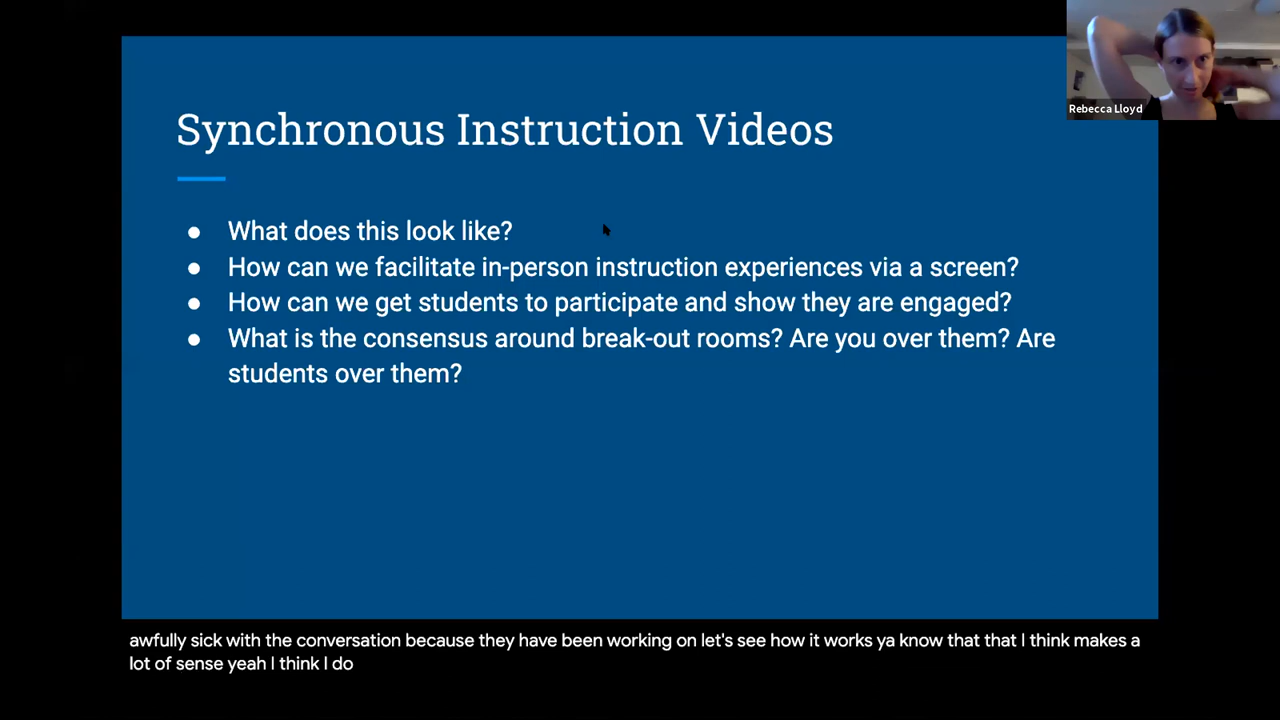 Rebecca Lloyd
Synchronous Instruction Videos
● What does this look like?
● How can we facilitate in-person instruction experiences via a screen?
● How can we get students to participate and show they are engaged?
● What is the consensus around break-out rooms? Are you over them? Are
students over them?
awfully sick with the conversation because they have been working on let's see how it works ya know that that I think makes a
lot of sense yeah I think I do